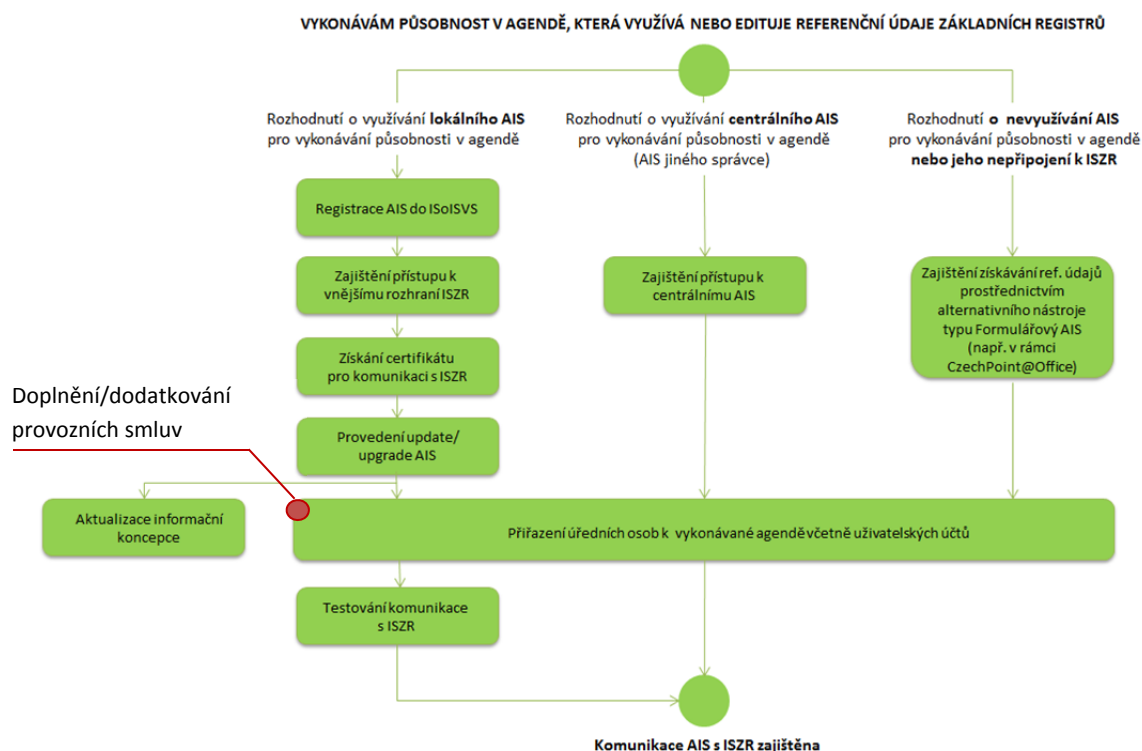 VYKONÁVÁM PŮSOBNOST V AGENDĚ, KTERÁ VYUŽÍVÁ NEBO EDITUJE REFERENČNÍ ÚDAJE ZÁKLADNÍCH REGISTRŮ
Rozhodnutí o využívání lokálního AIS
pro vykonávání působnosti v agendě
Rozhodnutí o využívání centrálního AIS
pro vykonávání působnosti v agendě
(AIS jiného správce)
Rozhodnutí o nevyužívání AIS
pro vykonávání působnosti v agendě
nebo jeho nepřipojení k ISZR
Registrace AIS do ISoISVS
Zajištění přístupu k
vnějšímu rozhraní ISZR
Zajištění přístupu k
centrálnímu AIS
Zajištění získávání ref. údajů
prostřednictvím
alternativního nástroje
typu Formulářový AIS
(např. v rámci
CzechPoint@Office)
Získání certifikátu
pro komunikaci s ISZR
Doplnění/dodatkování
provozních smluv
Provedení update/
upgrade AIS
Aktualizace informační
koncepce
Přiřazení úředních osob k vykonávané agendě včetně uživatelských účtů
Testování komunikace
s ISZR
Komunikace AIS s ISZR zajištěna